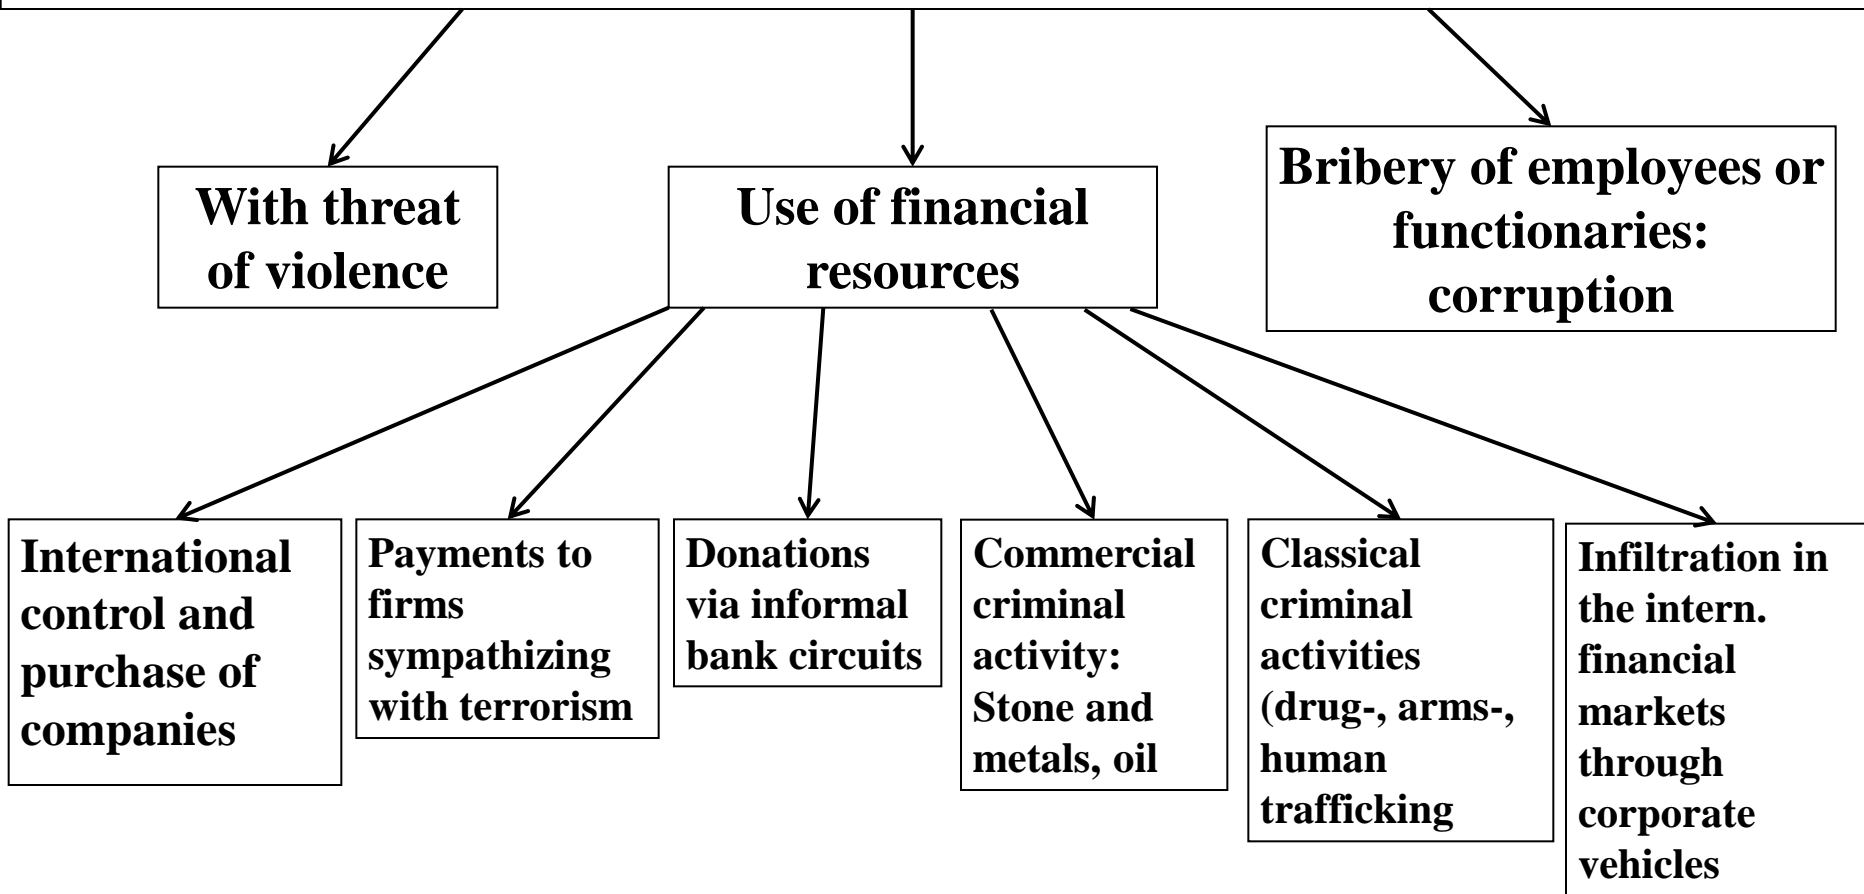 With threat
of violence
Use of financial
resources
Bribery of employees or
functionaries:
corruption
International
control and
purchase of
companies
Payments to
firms
sympathizing
with terrorism
Donations
via informal
bank circuits
Commercial
criminal
activity:
Stone and
metals, oil
Classical
criminal
activities
(drug-, arms-,
human
trafficking
Infiltration in
the intern.
financial
markets
through
corporate
vehicles